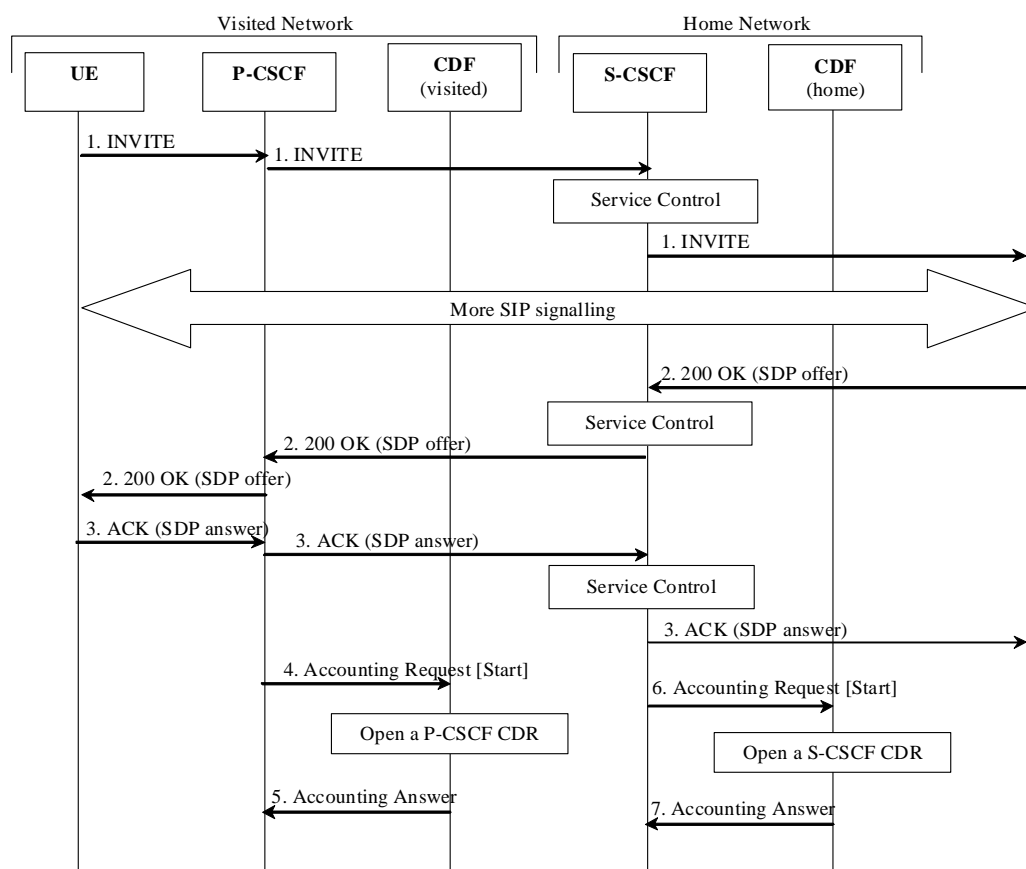 Visited Network
Home Network
UE
P-CSCF
CDF
(visited)
S-CSCF
CDF
(home)
1. INVITE
1. INVITE
Service Control
1. INVITE
More SIP signalling
2. 200 OK (SDP offer)
Service Control
2. 200 OK (SDP offer)
2. 200 OK (SDP offer)
3. ACK (SDP answer)
3. ACK (SDP answer)
Service Control
3. ACK (SDP answer)
4. Accounting Request [Start]
6. Accounting Request [Start]
Open a P-CSCF CDR
Open a S-CSCF CDR
5. Accounting Answer
7. Accounting Answer